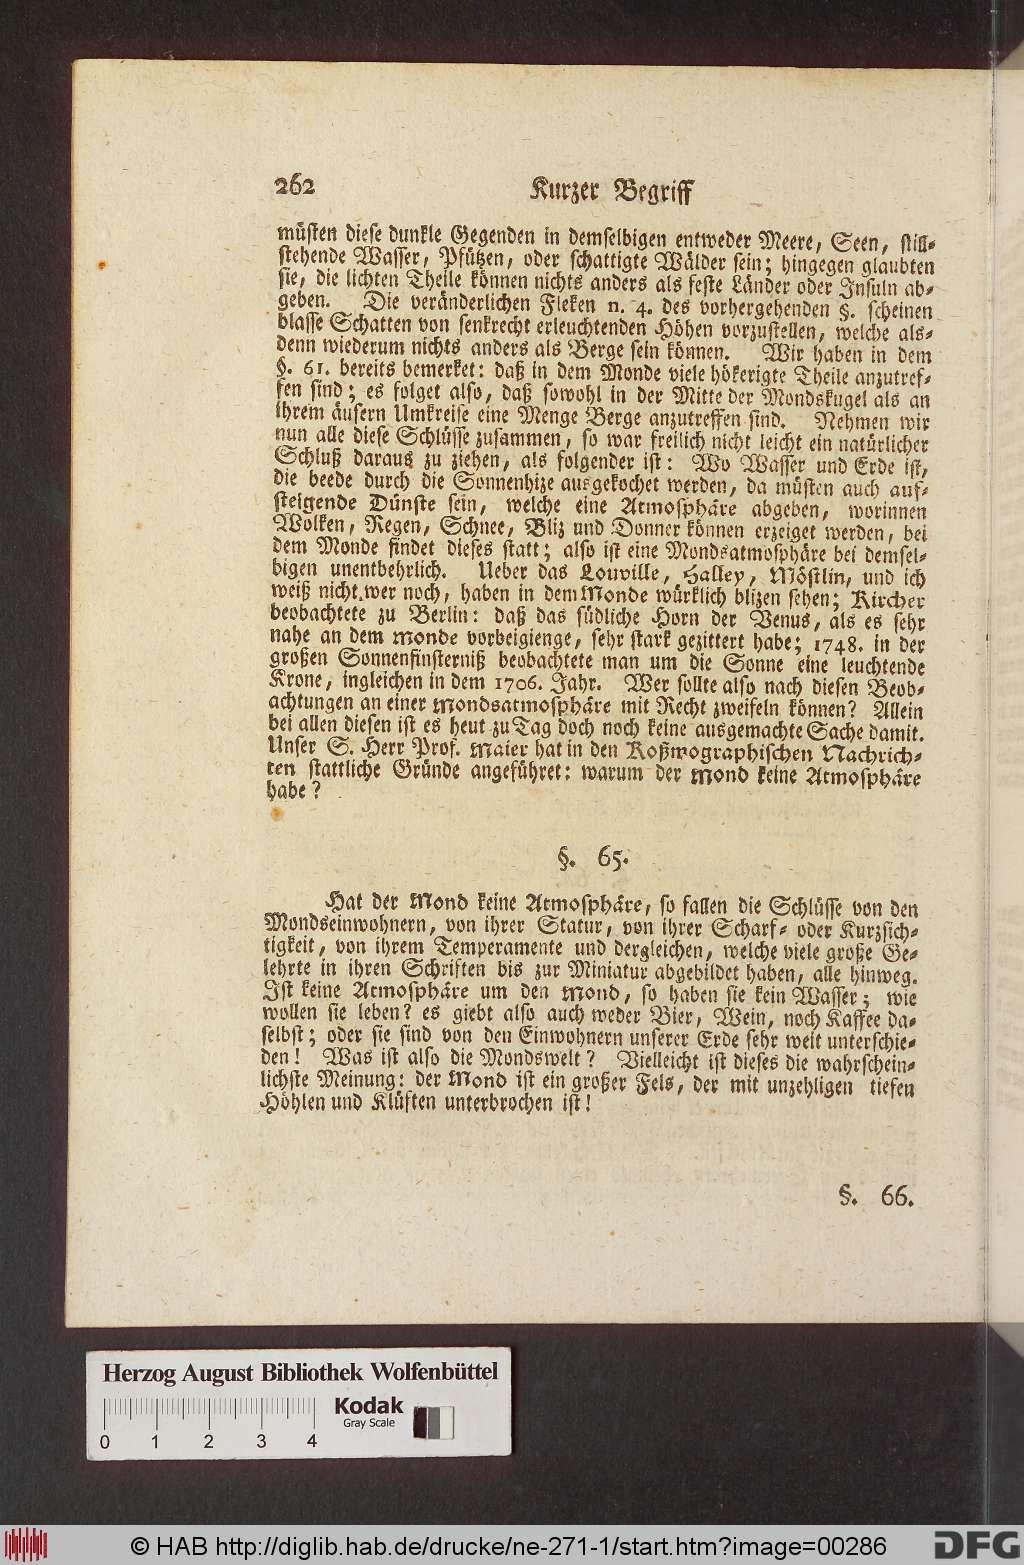 262 Kurzer Begriff
müsten diese dunkle Gegenden in demselbigen entweder Meere, Seen, still-
stehende Wasser, Pfützen, oder schattigte Wälder sein; hingegen glaubten
sie, die lichten Theile können nichts anders als feste Länder oder Insuln ab-
geben. Die veränderlichen Fleken n. 4. des vorhergehenden §. scheinen
blasse Schatten von senkrecht erleuchtenden Höhen vorzustellen, welche als-
denn wiederum nichts anders als Berge sein können. Wir haben in dem
§. 61. bereits bemerket: daß in dem Monde viele hökerigte Theile anzutref-
fen sind; es folget also, daß sowohl in der Mitte der Mondskugel als an
ihrem äusern Umkreise eine Menge Berge anzutreffen sind. Nehmen wir
nun alle diese Schlüsse zusammen, so war freilich nicht leicht ein natürlicher
Schluß daraus zu ziehen, als folgender ist: Wo Wasser und Erde ist,
die beede durch die Sonnenhize ausgekochet werden, da müsten auch auf-
steigende Dünste sein, welche eine Atmosphäre abgeben, worinnen
Wolken, Regen, Schnee, Bliz und Donner können erzeiget werden, bei
dem Monde findet dieses statt; also ist eine Mondsatmosphäre bei demsel-
bigen unentbehrlich. Ueber das Louville, Halley, Möstlin, und ich
weiß nicht wer noch, haben in dem Monde würklich blizen sehen; Kircher
beobachtete zu Berlin: daß das südliche Horn der Venus, als es sehr
nahe an dem Monde vorbeigienge, sehr stark gezittert habe; 1748. in der
großen Sonnenfinsterniß beobachtete man um die Sonne eine leuchtende
Krone, ingleichen in dem 1706. Jahr. Wer sollte also nach diesen Beob-
achtungen an einer Mondsatmosphäre mit Recht zweifeln können? Allein
bei allen diesen ist es heut zu Tag doch noch keine ausgemachte Sache damit.
Unser S. Herr Prof. Maier hat in den Koßmographischen Nachrich-
ten stattliche Gründe angeführet: warum der Mond keine Atmosphäre
habe?
§. 65.
Hat der Mond keine Atmosphäre, so fallen die Schlüsse von den
Mondseinwohnern, von ihrer Statur, von ihrer Scharf- oder Kurzsich-
tigkeit, von ihrem Temperamente und dergleichen, welche viele große Ge-
lehrte in ihren Schriften bis zur Miniatur abgebildet haben, alle hinweg.
Ist keine Atmosphäre um den Mond, so haben sie kein Wasser; wie
wollen sie leben? es giebt also auch weder Bier, Wein, noch Kaffee da-
selbst; oder sie sind von den Einwohnern unserer Erde sehr weit unterschie-
den! Was ist also die Mondswelt? Vielleicht ist dieses die wahrschein-
lichste Meinung: der Mond ist ein großer Fels, der mit unzehligen tiefen
Höhlen und Klüften unterbrochen ist!
§. 66.
Herzog August Bibliothek Wolfenbüttel
Kodak
Gray Scale
0 1 2 3 4
© HAB http://diglib.hab.de/drucke/ne-271-1/start.htm?image=00286
DFG